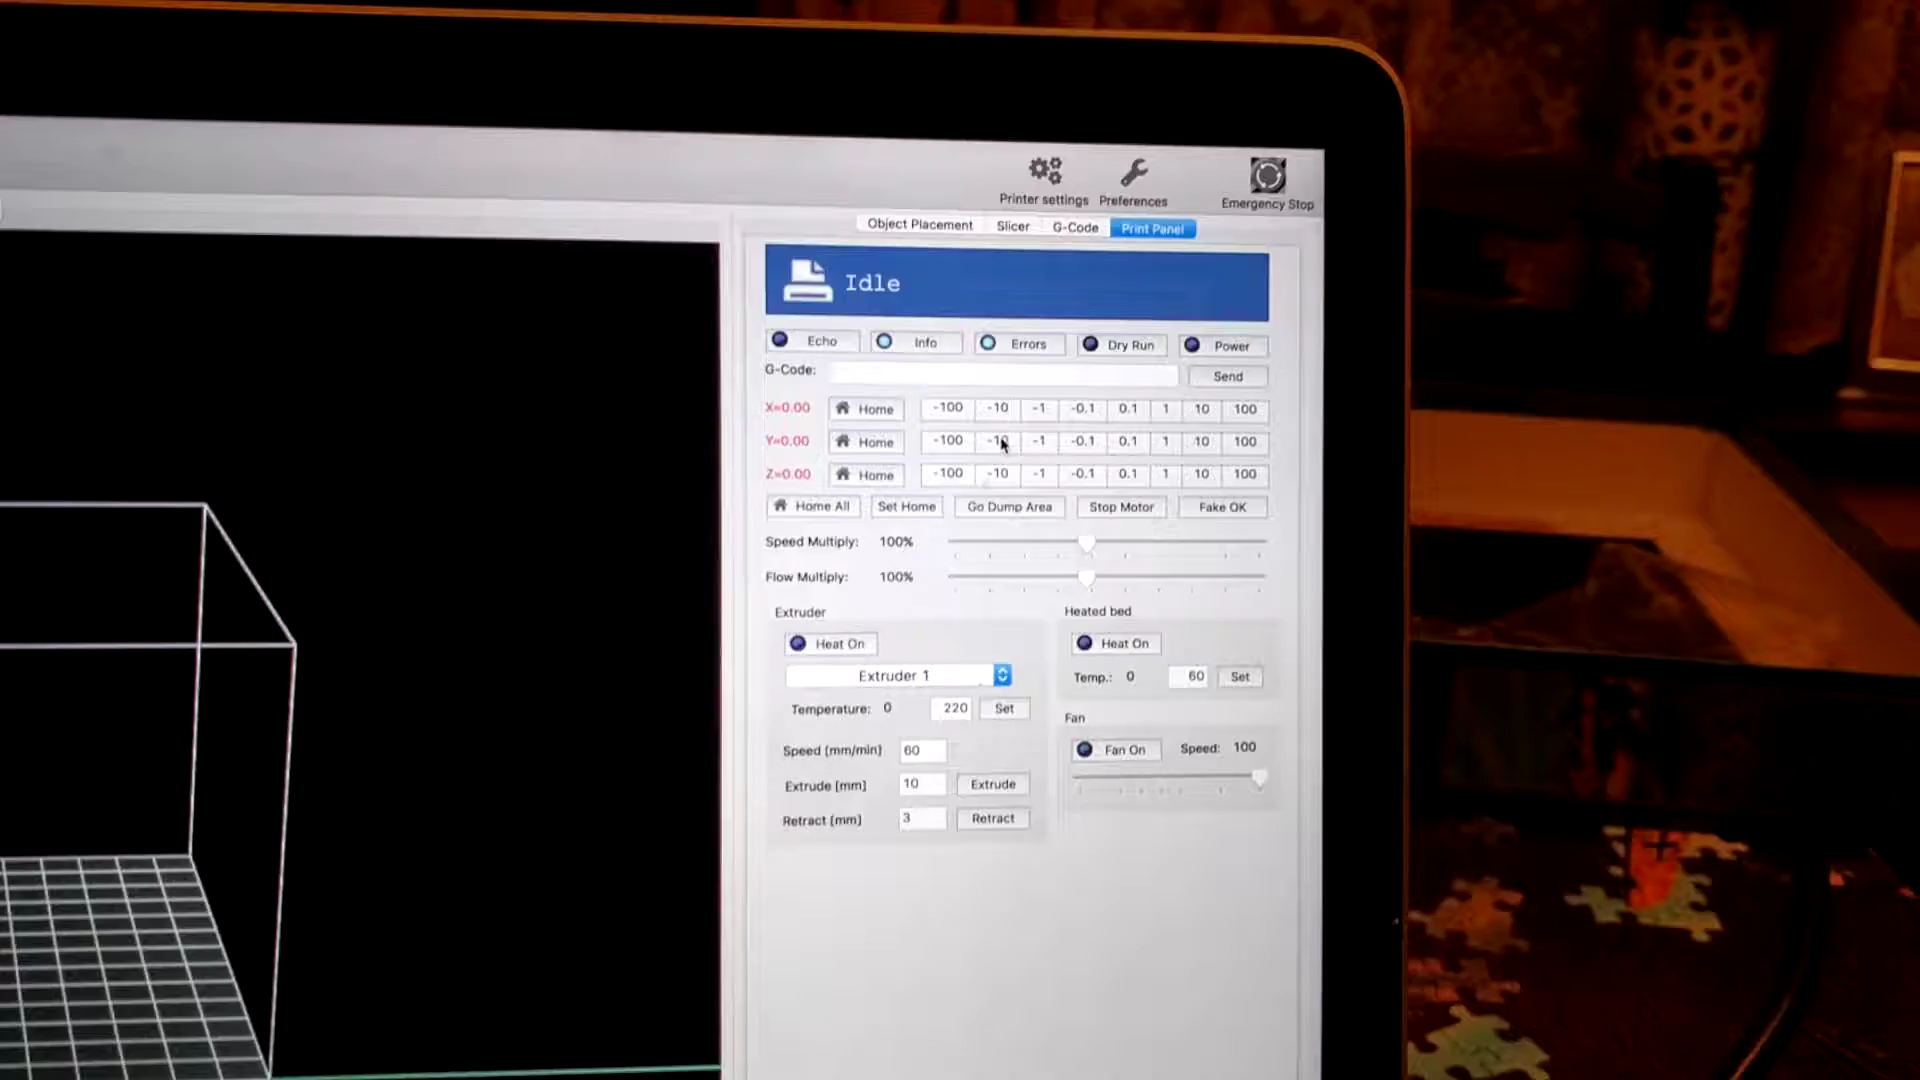 Printer settings Preferences Emergency Stop
Object Placement Slicer G-Code Print Panel
Idle
Echo Info Errors Dry Run Power
G-Code: Send
X=0.00 Home -100 -10 -1 -0.1 0.1 1 10 100
Y=0.00 Home -100 -10 -1 -0.1 0.1 1 10 100
Z=0.00 Home -100 -10 -1 -0.1 0.1 1 10 100
Home All Set Home Go Dump Area Stop Motor Fake OK
Speed Multiply: 100%
Flow Multiply: 100%
Extruder
Heat On
Extruder 1
Temperature: 0 220 Set
Speed (mm/min) 60
Extrude [mm] 10 Extrude
Retract (mm) 3 Retract
Heated bed
Heat On
Temp.: 0 60 Set
Fan
Fan On Speed: 100